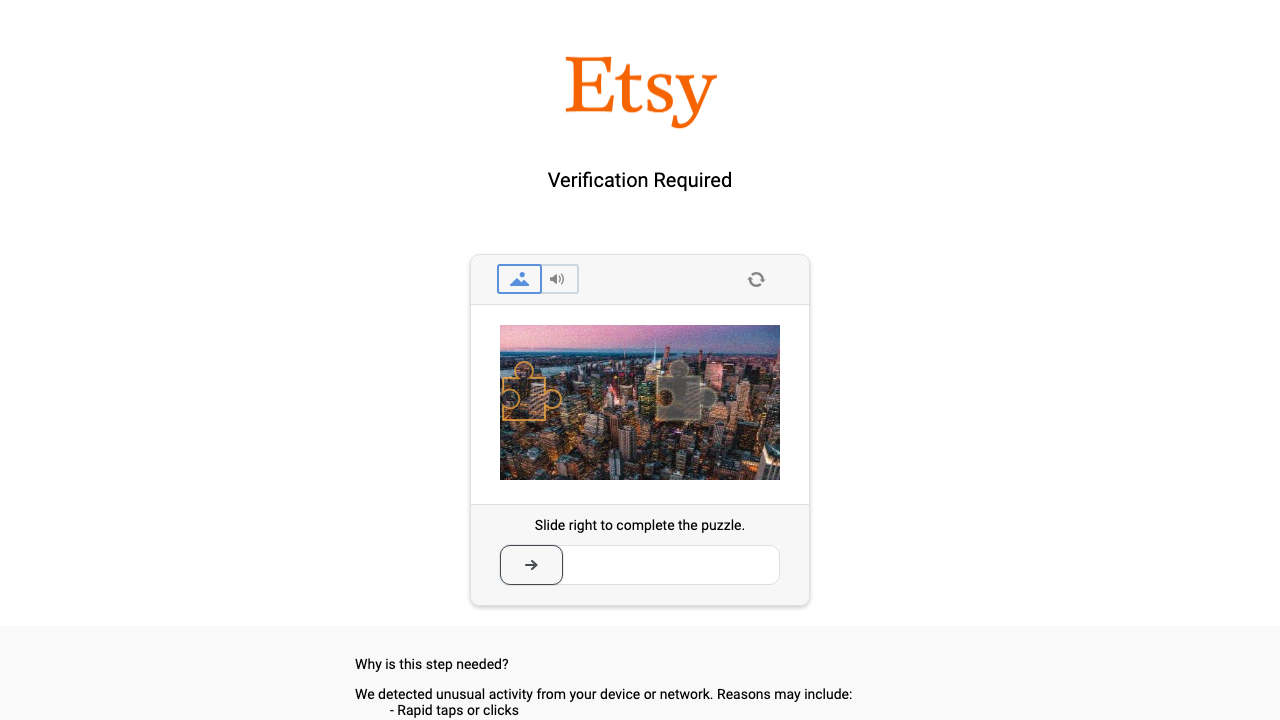 Etsy
Verification Required
Slide right to complete the puzzle.
Why is this step needed?
We detected unusual activity from your device or network. Reasons may include:
- Rapid taps or clicks